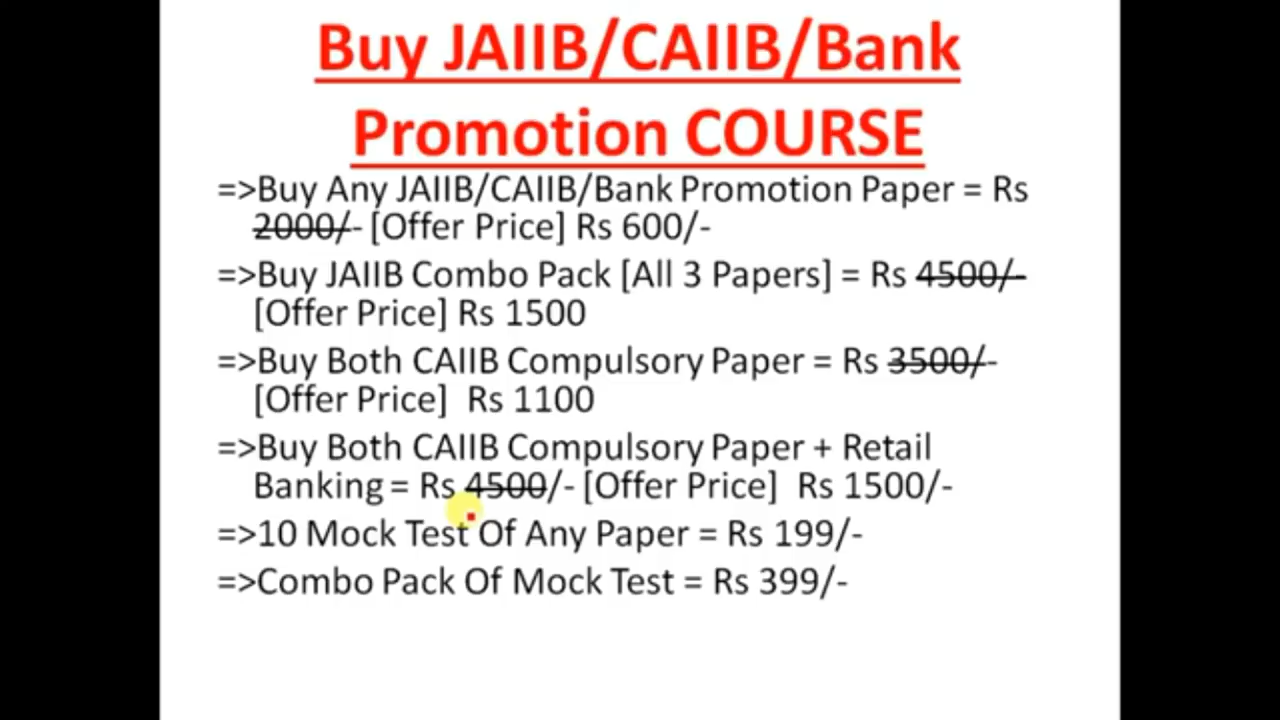 Buy JAIIB/CAIIB/Bank
Promotion COURSE
=>Buy Any JAIIB/CAIIB/Bank Promotion Paper = Rs
2000/- [Offer Price] Rs 600/-
=>Buy JAIIB Combo Pack [All 3 Papers] = Rs 4500/-
[Offer Price] Rs 1500
=>Buy Both CAIIB Compulsory Paper = Rs 3500/-
[Offer Price]  Rs 1100
=>Buy Both CAIIB Compulsory Paper + Retail
Banking = Rs 4500/- [Offer Price]  Rs 1500/-
=>10 Mock Test Of Any Paper = Rs 199/-
=>Combo Pack Of Mock Test = Rs 399/-